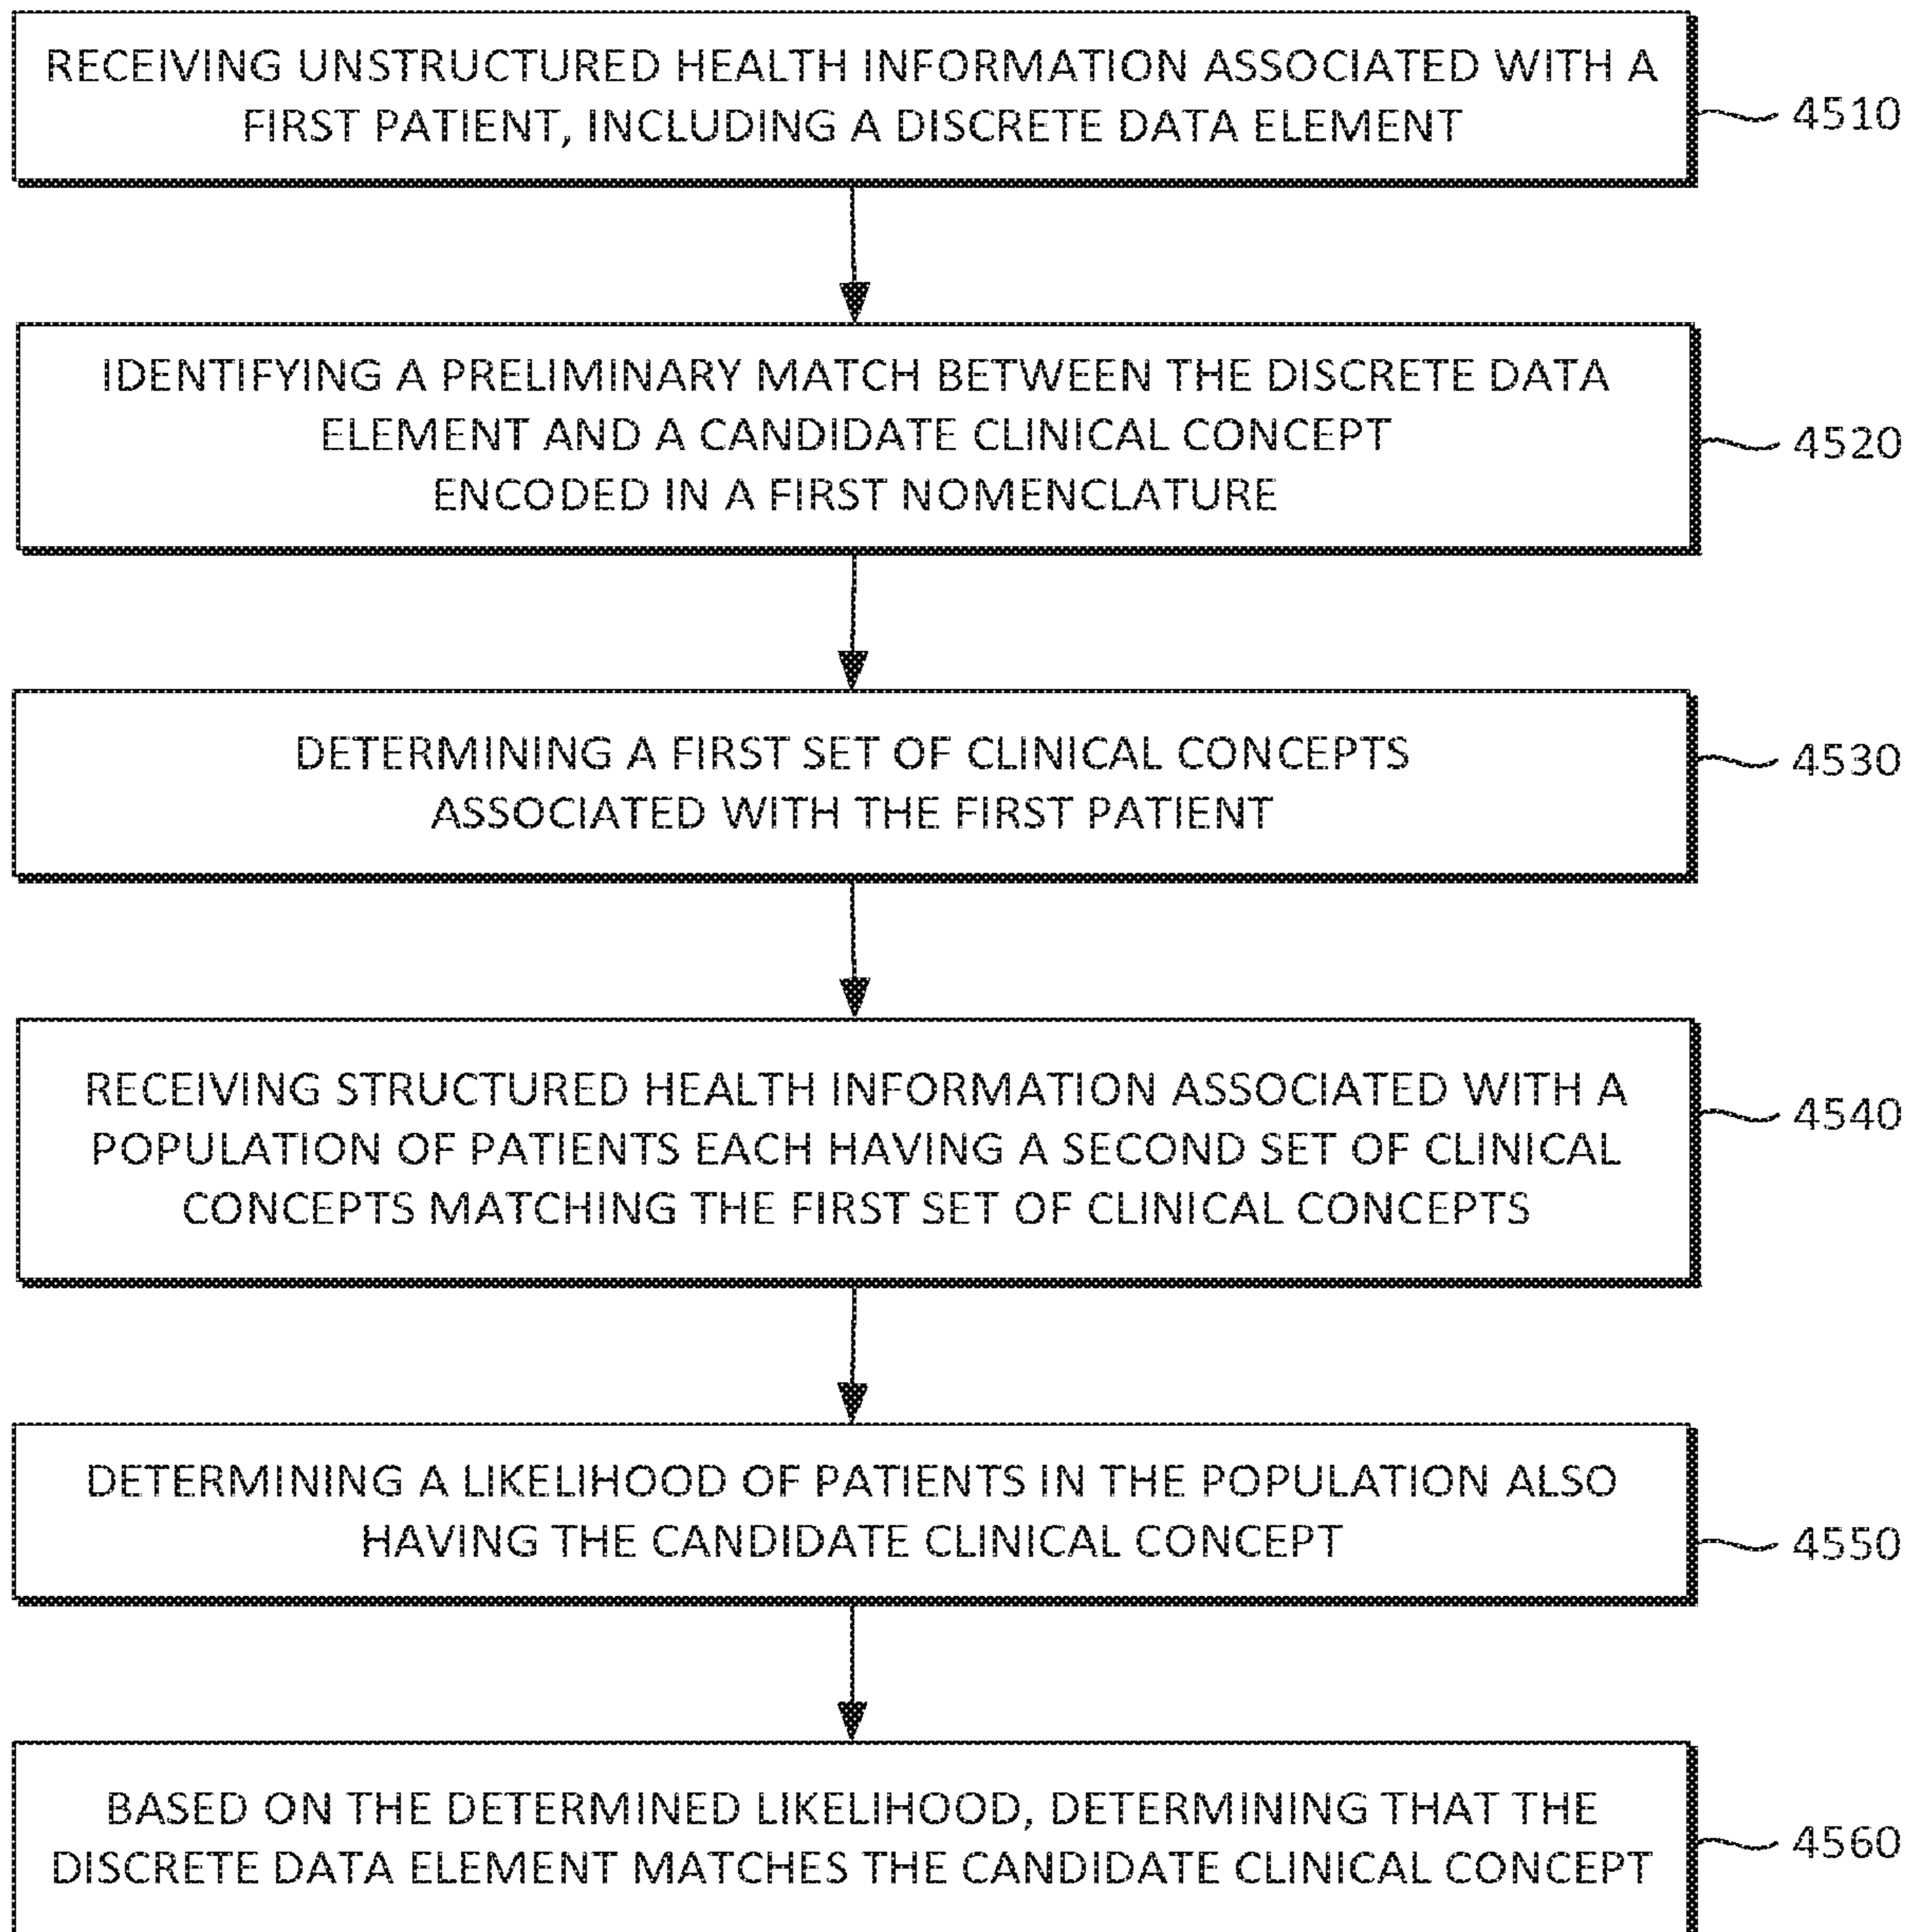 RECEIVING UNSTRUCTURED HEALTH INFORMATION ASSOCIATED WITH A
FIRST PATIENT, INCLUDING A DISCRETE DATA ELEMENT
4510
IDENTIFYING A PRELIMINARY MATCH BETWEEN THE DISCRETE DATA
ELEMENT AND A CANDIDATE CLINICAL CONCEPT
ENCODED IN A FIRST NOMENCLATURE
4520
DETERMINING A FIRST SET OF CLINICAL CONCEPTS
ASSOCIATED WITH THE FIRST PATIENT
4530
RECEIVING STRUCTURED HEALTH INFORMATION ASSOCIATED WITH A
POPULATION OF PATIENTS EACH HAVING A SECOND SET OF CLINICAL
CONCEPTS MATCHING THE FIRST SET OF CLINICAL CONCEPTS
4540
DETERMINING A LIKELIHOOD OF PATIENTS IN THE POPULATION ALSO
HAVING THE CANDIDATE CLINICAL CONCEPT
4550
BASED ON THE DETERMINED LIKELIHOOD, DETERMINING THAT THE
DISCRETE DATA ELEMENT MATCHES THE CANDIDATE CLINICAL CONCEPT
4560